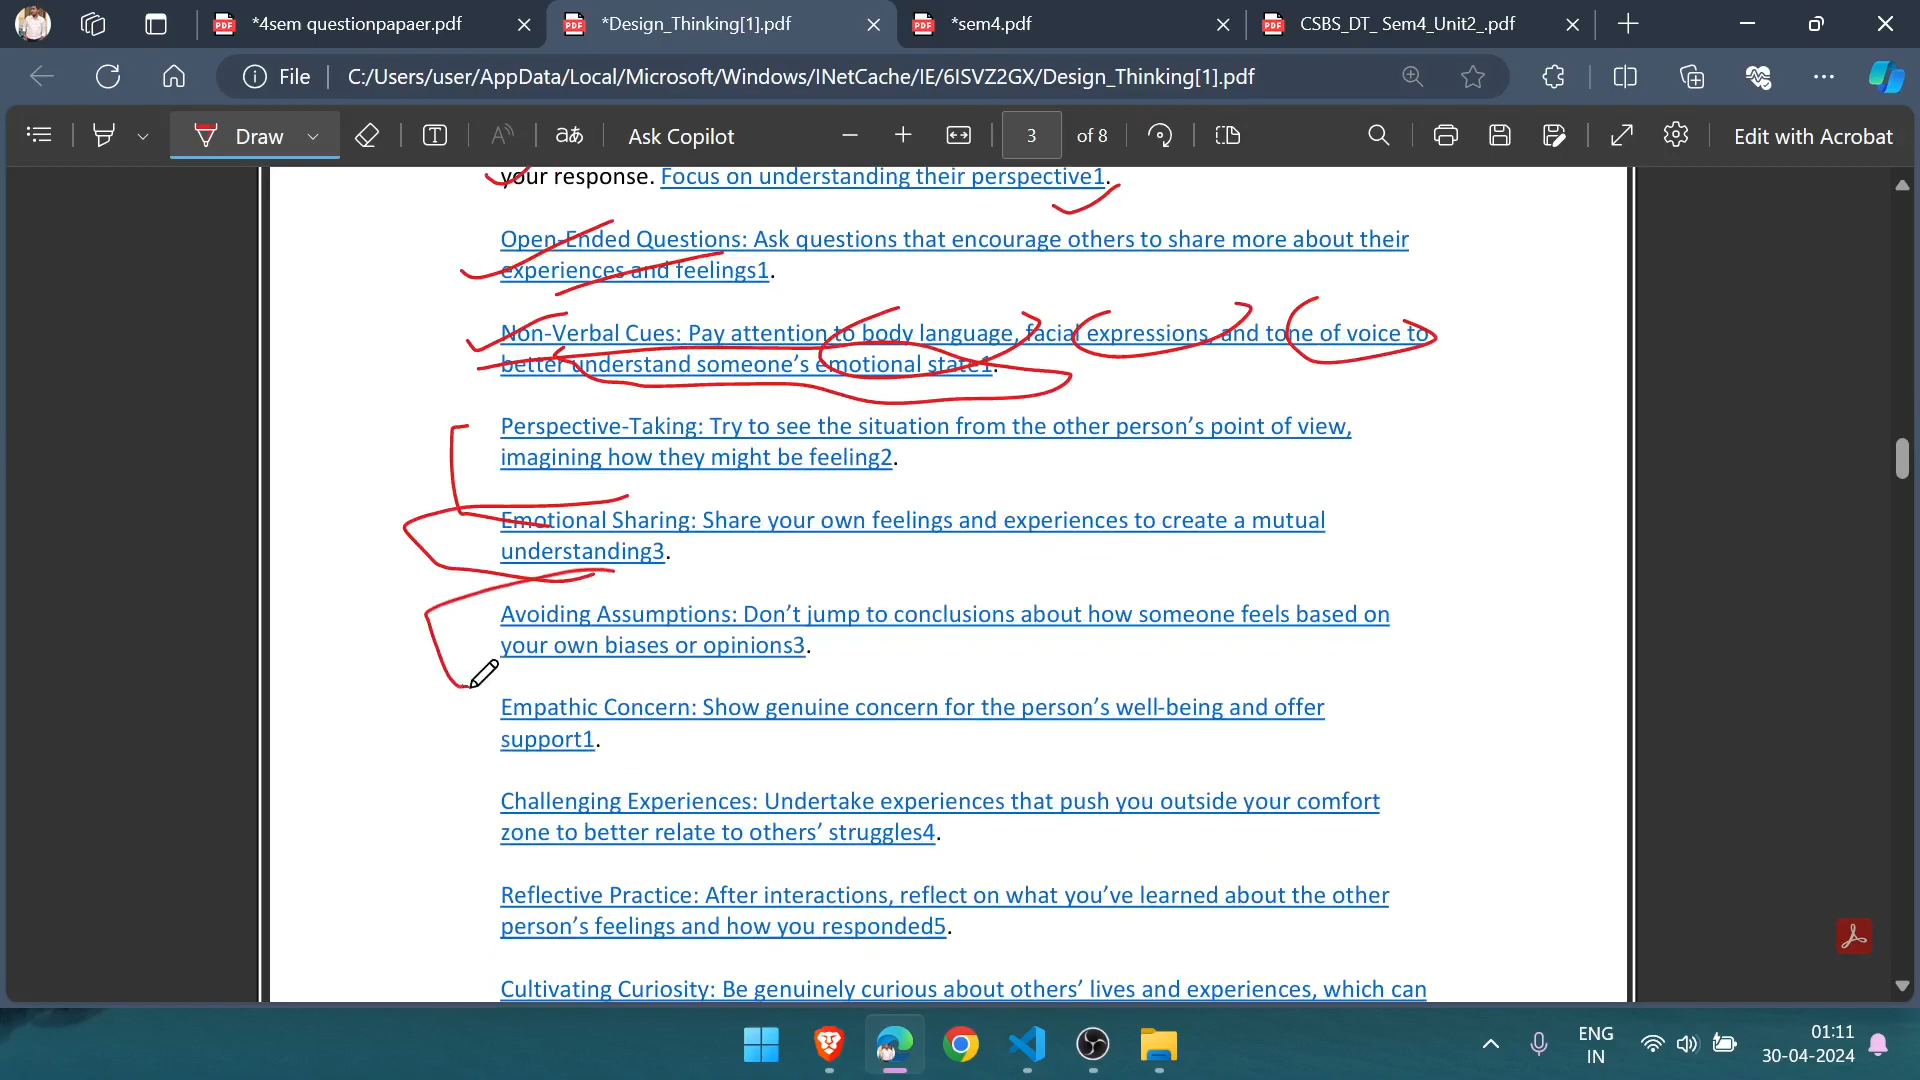 *4sem questionpapaer.pdf
*Design_Thinking[1].pdf
*sem4.pdf
CSBS_DT_ Sem4_Unit2_.pdf
File
C:/Users/user/AppData/Local/Microsoft/Windows/INetCache/IE/6ISVZ2GX/Design_Thinking[1].pdf
Draw
Ask Copilot
3 of 8
Edit with Acrobat
your response. Focus on understanding their perspective1.
Open-Ended Questions: Ask questions that encourage others to share more about their
experiences and feelings1.
Non-Verbal Cues: Pay attention to body language, facial expressions, and tone of voice to
better understand someone’s emotional state1.
Perspective-Taking: Try to see the situation from the other person’s point of view,
imagining how they might be feeling2.
Emotional Sharing: Share your own feelings and experiences to create a mutual
understanding3.
Avoiding Assumptions: Don’t jump to conclusions about how someone feels based on
your own biases or opinions3.
Empathic Concern: Show genuine concern for the person’s well-being and offer
support1.
Challenging Experiences: Undertake experiences that push you outside your comfort
zone to better relate to others’ struggles4.
Reflective Practice: After interactions, reflect on what you’ve learned about the other
person’s feelings and how you responded5.
Cultivating Curiosity: Be genuinely curious about others’ lives and experiences, which can
ENG
IN
01:11
30-04-2024